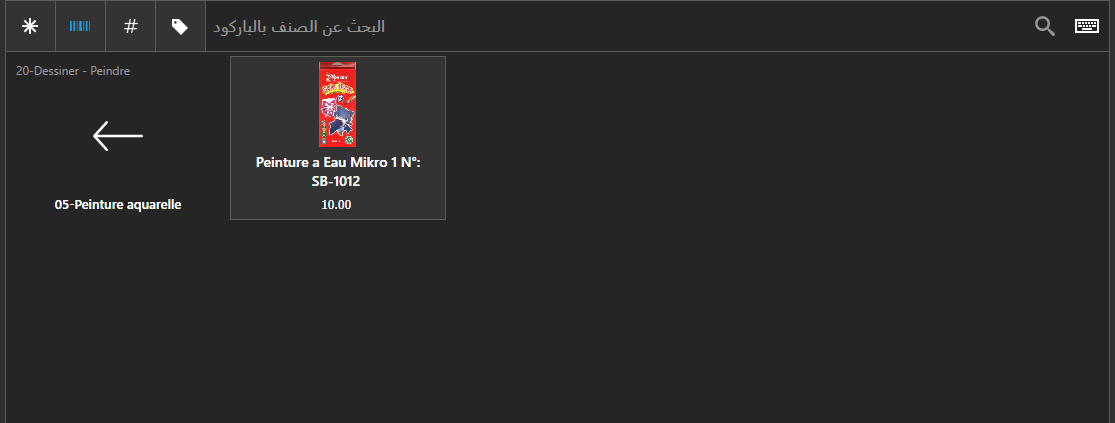 #
البحث عن الصنف بالباركود
20-Dessiner - Peindre
05-Peinture aquarelle
Peinture a Eau Mikro 1 N°:
SB-1012
10.00